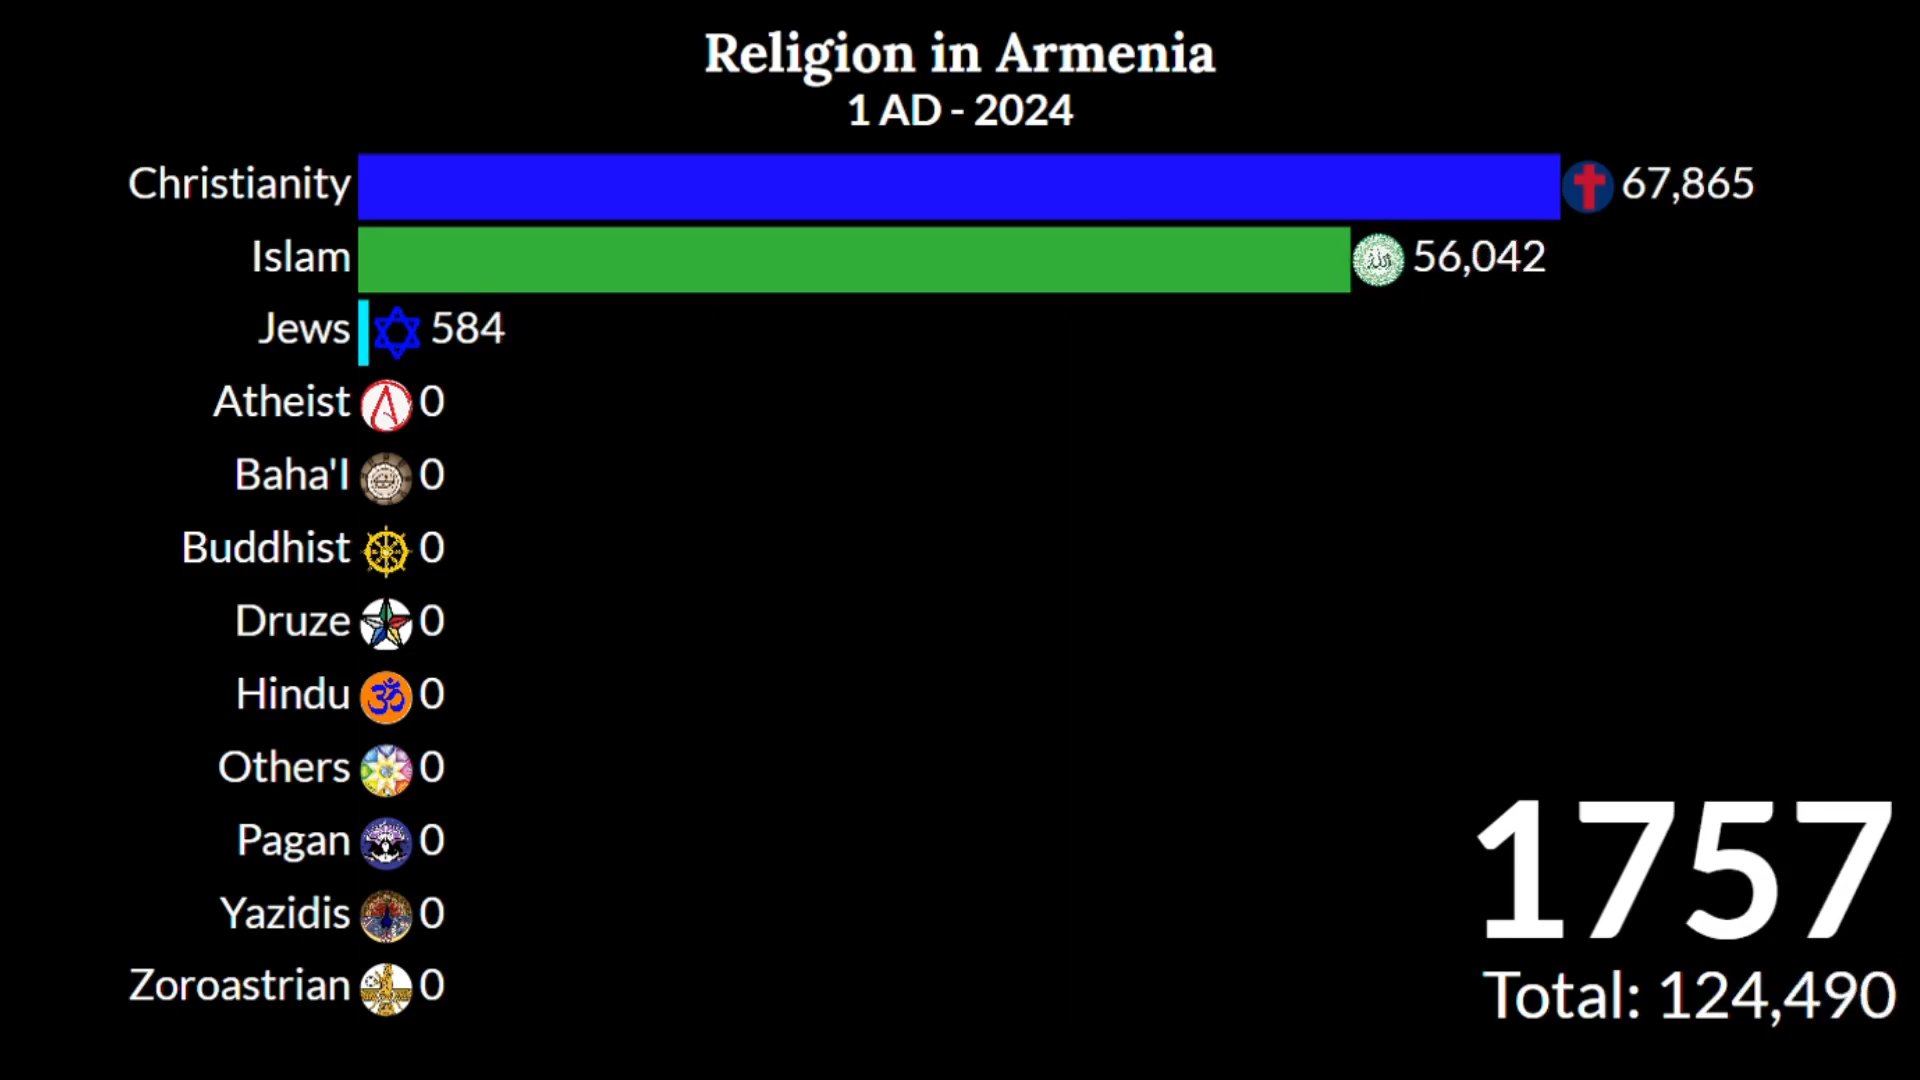 Religion in Armenia
1 AD - 2024
Christianity 67,865
Islam 56,042
Jews 584
Atheist 0
Baha'I 0
Buddhist 0
Druze 0
Hindu 0
Others 0
Pagan 0
Yazidis 0
Zoroastrian 0
1757
Total: 124,490